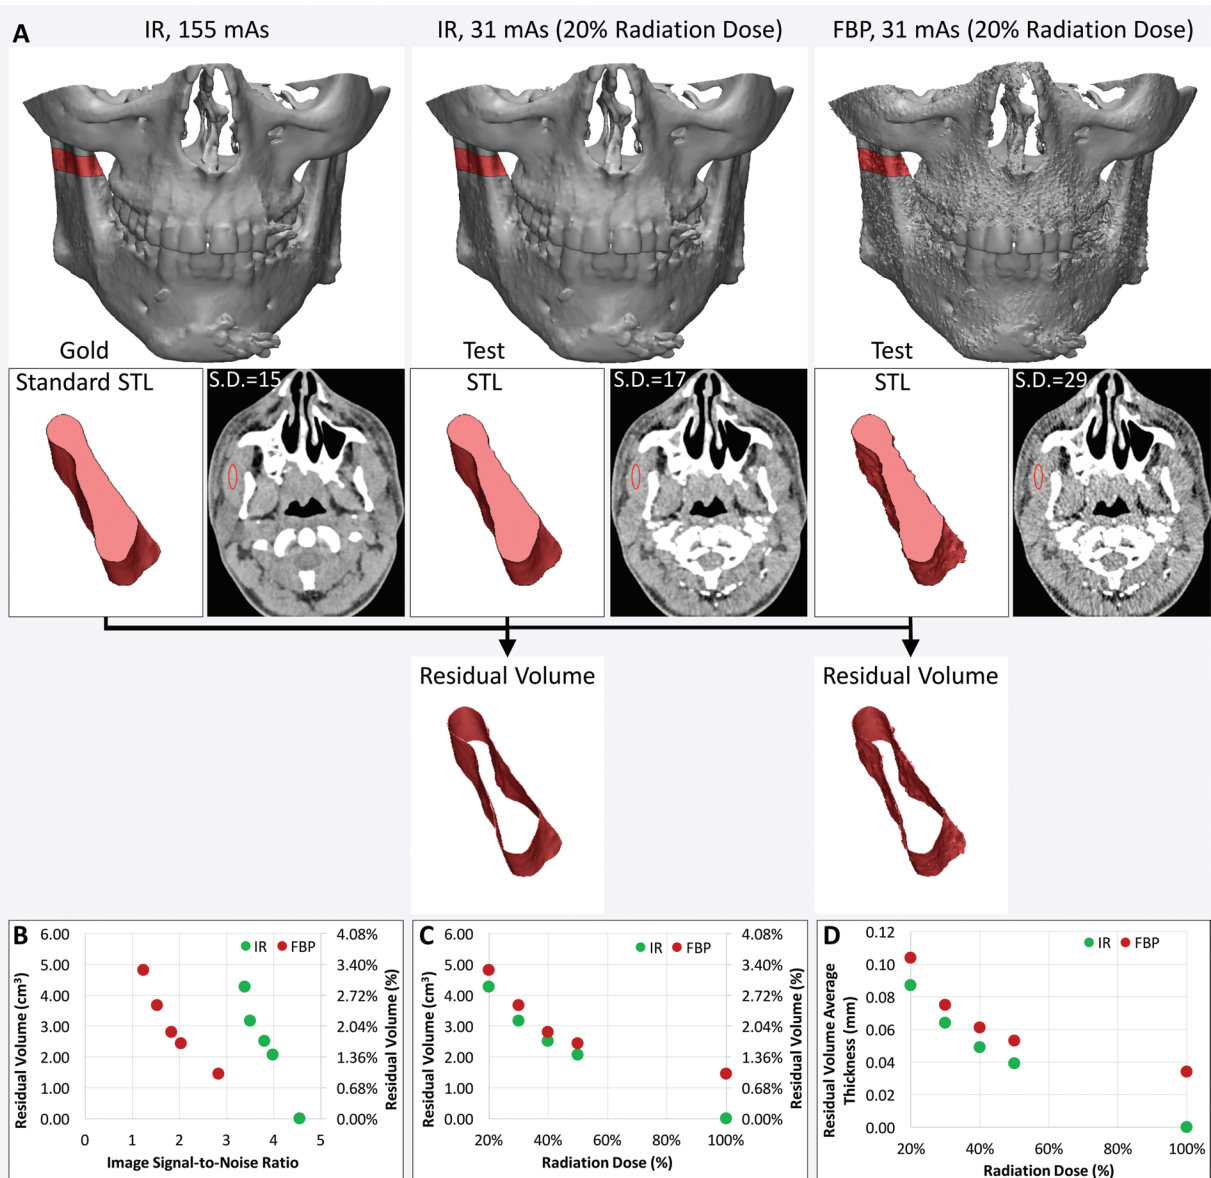 A
IR, 155 mAs
IR, 31 mAs (20% Radiation Dose)
FBP, 31 mAs (20% Radiation Dose)
Gold
Standard STL
S.D.=15
Test
STL
S.D.=17
Test
STL
S.D.=29
Residual Volume
Residual Volume
B
IR FBP
Residual Volume (cm³)
6.00
5.00
4.00
3.00
2.00
1.00
0.00
4.08%
3.40%
2.72%
2.04%
1.36%
0.68%
0.00%
Residual Volume (%)
0 1 2 3 4 5
Image Signal-to-Noise Ratio
C
IR FBP
Residual Volume (cm³)
6.00
5.00
4.00
3.00
2.00
1.00
0.00
4.08%
3.40%
2.72%
2.04%
1.36%
0.68%
0.00%
Residual Volume (%)
20% 40% 60% 80% 100%
Radiation Dose (%)
D
IR FBP
Residual Volume Average
Thickness (mm)
0.12
0.10
0.08
0.06
0.04
0.02
0.00
20% 40% 60% 80% 100%
Radiation Dose (%)